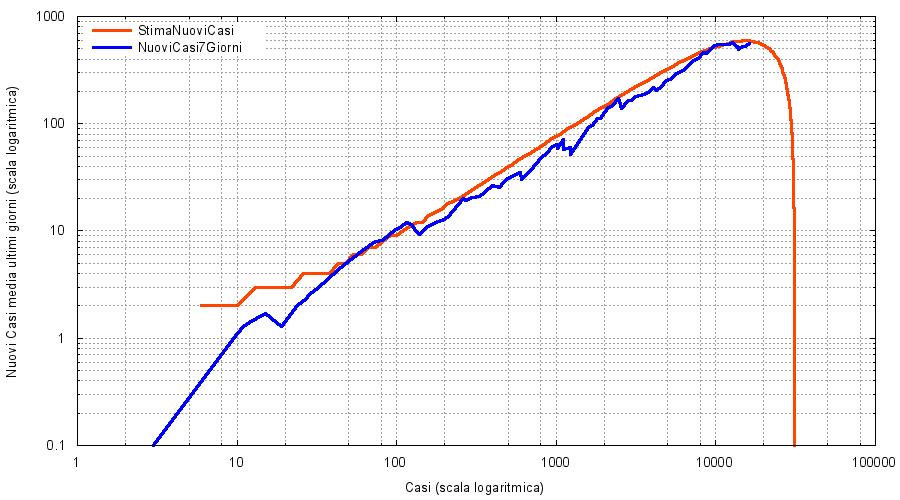 1000
100
10
1
0.1
StimaNuoviCasi
NuoviCasi7Giorni
Nuovi Casi media ultimi giorni (scala logaritmica)
1 10 100 1000 10000 100000
Casi (scala logaritmica)